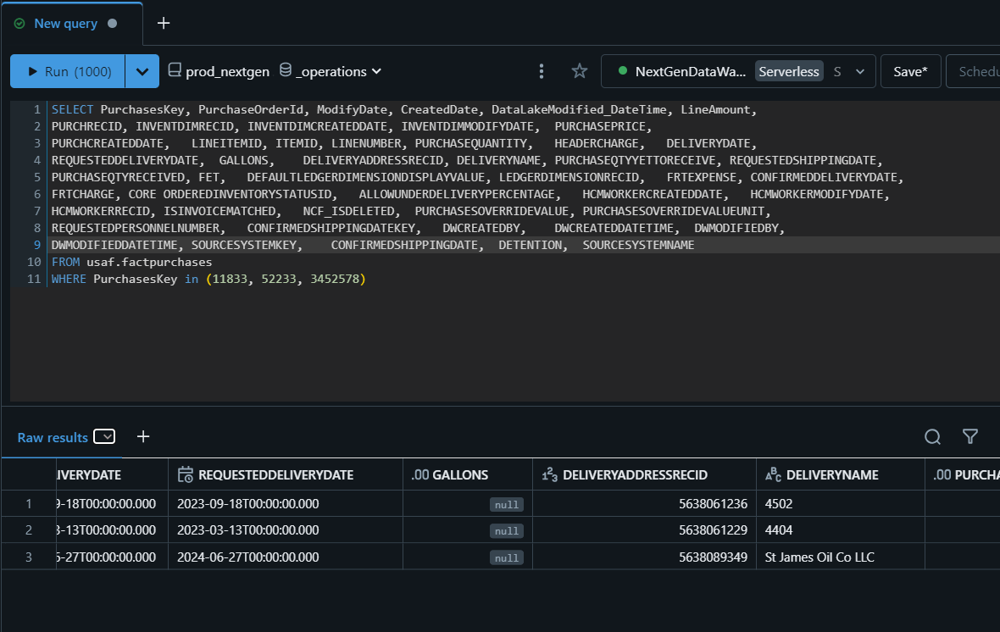 New query
Run (1000) prod_nextgen _operations NextGenDataWa... Serverless S Save* Schedu
1 SELECT PurchasesKey, PurchaseOrderId, ModifyDate, CreatedDate, DataLakeModified_DateTime, LineAmount,
2 PURCHRECID, INVENTDIMRECID, INVENTDIMCREATEDDATE, INVENTDIMMODIFYDATE, PURCHASEPRICE,
3 PURCHCREATEDDATE, LINEITEMID, ITEMID, LINENUMBER, PURCHASEQUANTITY, HEADERCHARGE, DELIVERYDATE,
4 REQUESTEDDELIVERYDATE, GALLONS, DELIVERYADDRESSRECID, DELIVERYNAME, PURCHASEQTYYETTORECEIVE, REQUESTEDSHIPPINGDATE,
5 PURCHASEQTYRECEIVED, FET, DEFAULTLEDGERDIMENSIONDISPLAYVALUE, LEDGERDIMENSIONRECID, FRTEXPENSE, CONFIRMEDDELIVERYDATE,
6 FRTCHARGE, CORE ORDEREDINVENTORYSTATUSID, ALLOWUNDERDELIVERYPERCENTAGE, HCMWORKERCREATEDDATE, HCMWORKERMODIFYDATE,
7 HCMWORKERRECID, ISINVOICEMATCHED, NCF_ISDELETED, PURCHASESOVERRIDEVALUE, PURCHASESOVERRIDEVALUEUNIT,
8 REQUESTEDPERSONNELNUMBER, CONFIRMEDSHIPPINGDATEKEY, DWCREATEDBY, DWCREATEDDATETIME, DWMODIFIEDBY,
9 DWMODIFIEDDATETIME, SOURCESYSTEMKEY, CONFIRMEDSHIPPINGDATE, DETENTION, SOURCESYSTEMNAME
10 FROM usaf.factpurchases
11 WHERE PurchasesKey in (11833, 52233, 3452578)
Raw results
IVERYDATE REQUESTEDDELIVERYDATE .00 GALLONS 123 DELIVERYADDRESSRECID ABC DELIVERYNAME .00 PURCHA
1 9-18T00:00:00.000 2023-09-18T00:00:00.000 null 5638061236 4502
2 3-13T00:00:00.000 2023-03-13T00:00:00.000 null 5638061229 4404
3 6-27T00:00:00.000 2024-06-27T00:00:00.000 null 5638089349 St James Oil Co LLC